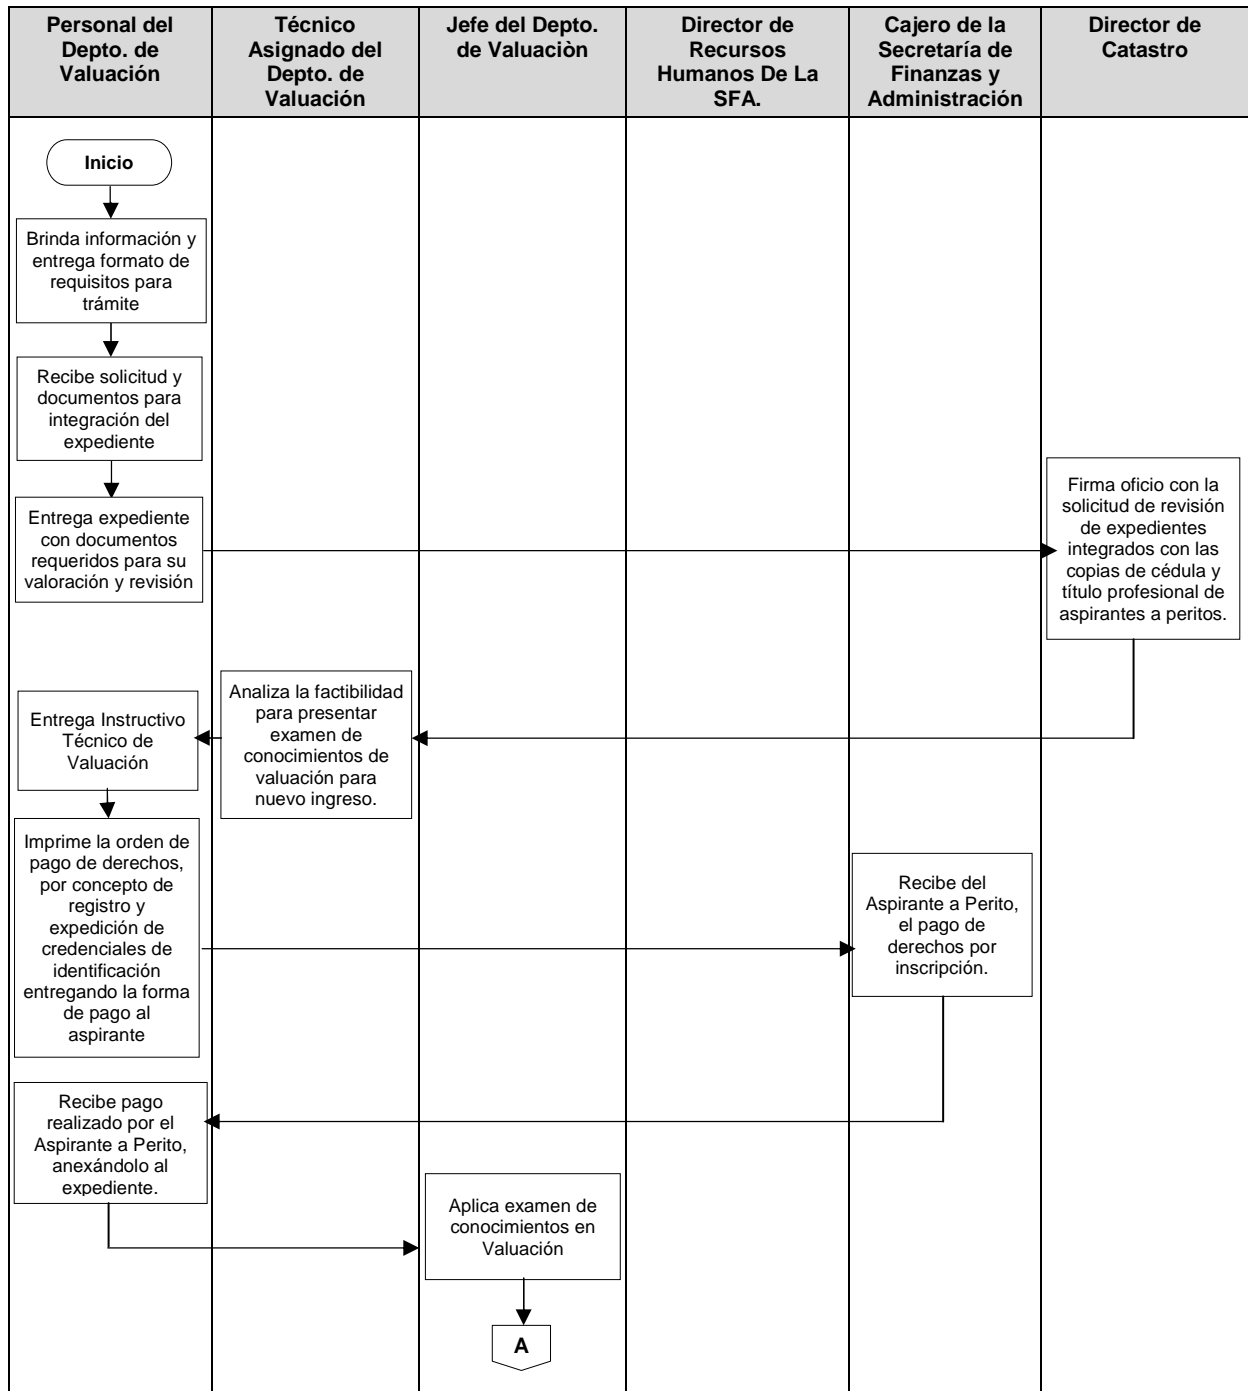 Personal del
Depto. de
Valuación
Técnico
Asignado del
Depto. de
Valuación
Jefe del Depto.
de Valuaciòn
Director de
Recursos
Humanos De La
SFA.
Cajero de la
Secretaría de
Finanzas y
Administración
Director de
Catastro
Inicio
Brinda información y
entrega formato de
requisitos para
trámite
Recibe solicitud y
documentos para
integración del
expediente
Entrega expediente
con documentos
requeridos para su
valoración y revisión
Firma oficio con la
solicitud de revisión
de expedientes
integrados con las
copias de cédula y
título profesional de
aspirantes a peritos.
Analiza la factibilidad
para presentar
examen de
conocimientos de
valuación para
nuevo ingreso.
Entrega Instructivo
Técnico de
Valuación
Imprime la orden de
pago de derechos,
por concepto de
registro y
expedición de
credenciales de
identificación
entregando la forma
de pago al
aspirante
Recibe del
Aspirante a Perito,
el pago de
derechos por
inscripción.
Recibe pago
realizado por el
Aspirante a Perito,
anexándolo al
expediente.
Aplica examen de
conocimientos en
Valuación
A